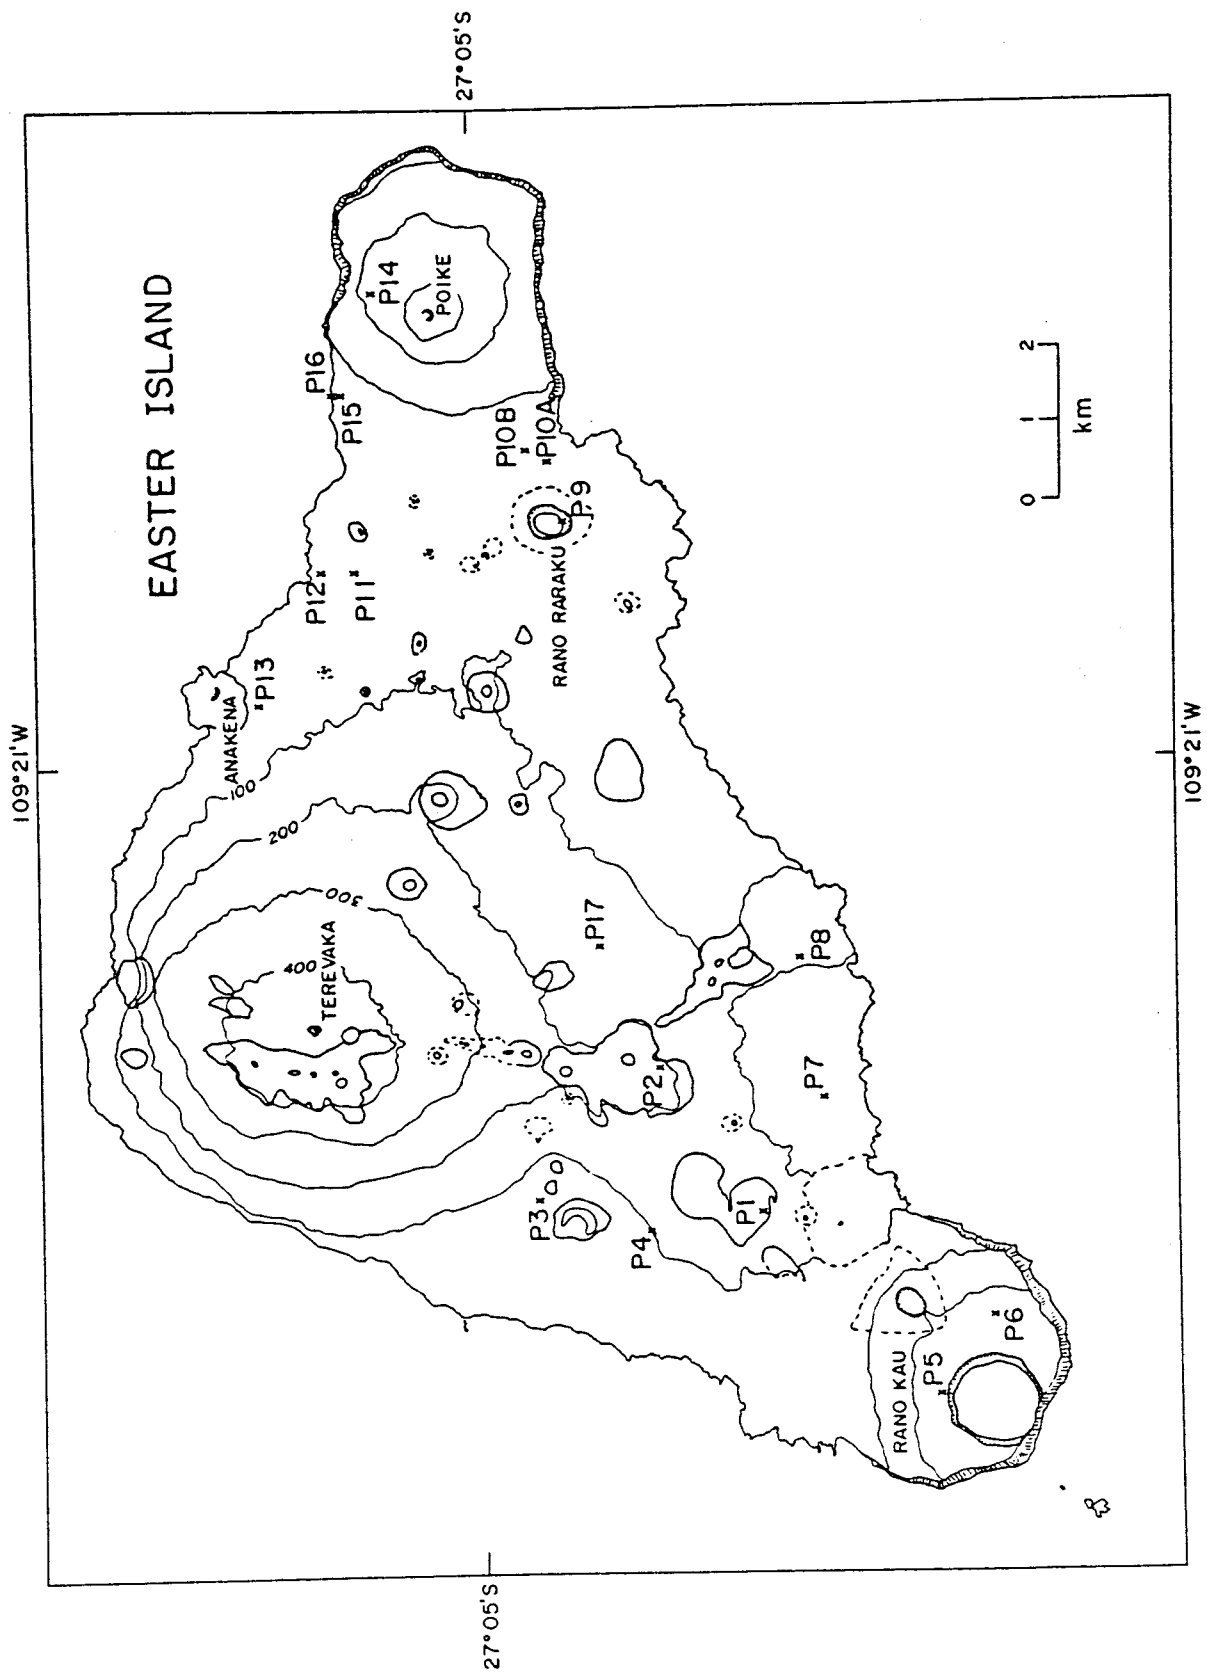 EASTER ISLAND
109°21'W
27°05'S
27°05'S
109°21'W
ANAKENA
P13
P12
P11
P16
P15
P14
POIKE
P10B
P10A
P9
RANO RARAKU
100
200
300
400
TEREVAKA
P17
P8
P2
P7
P3
P4
P1
RANO KAU
P5
P6
0 1 2
km